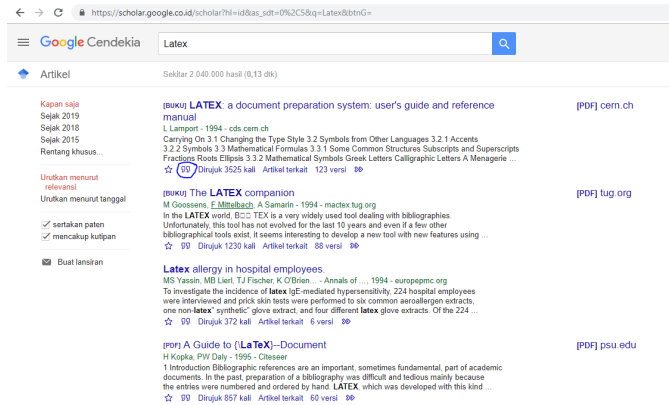 https://scholar.google.co.id/scholar?hl=id&as_sdt=0%2C5&q=Latex&btnG=
Google Cendekia
Latex
Artikel
Sekitar 2.040.000 hasil (0,13 dtk)
Kapan saja
Sejak 2019
Sejak 2018
Sejak 2015
Rentang khusus...
Urutkan menurut
relevansi
Urutkan menurut tanggal
sertakan paten
mencakup kutipan
Buat lansiran
[BUKU] LATEX: a document preparation system: user's guide and reference
manual
L Lamport - 1994 - cds.cern.ch
Carrying On 3.1 Changing the Type Style 3.2 Symbols from Other Languages 3.2.1 Accents
3.2.2 Symbols 3.3 Mathematical Formulas 3.3.1 Some Common Structures Subscripts and Superscripts
Fractions Roots Ellipsis 3.3.2 Mathematical Symbols Greek Letters Calligraphic Letters A Menagerie ...
Dirujuk 3525 kali Artikel terkait 123 versi
[PDF] cern.ch
[BUKU] The LATEX companion
M Goossens, F Mittelbach, A Samarin - 1994 - mactex.tug.org
In the LATEX world, B□□ TEX is a very widely used tool dealing with bibliographies.
Unfortunately, this tool has not evolved for the last 10 years and even if a few other
bibliographical tools exist, it seems interesting to develop a new tool with new features using ...
Dirujuk 1230 kali Artikel terkait 88 versi
[PDF] tug.org
Latex allergy in hospital employees.
MS Yassin, MB Lierl, TJ Fischer, K O'Brien... - Annals of ..., 1994 - europepmc.org
To investigate the incidence of latex IgE-mediated hypersensitivity, 224 hospital employees
were interviewed and prick skin tests were performed to six common aeroallergen extracts,
one non-latex" synthetic" glove extract, and four different latex glove extracts. Of the 224 ...
Dirujuk 372 kali Artikel terkait 6 versi
[PDF] A Guide to {\LaTeX}--Document
H Kopka, PW Daly - 1995 - Citeseer
1 Introduction Bibliographic references are an important, sometimes fundamental, part of academic
documents. In the past, preparation of a bibliography was difficult and tedious mainly because
the entries were numbered and ordered by hand. LATEX, which was developed with this kind ...
Dirujuk 857 kali Artikel terkait 60 versi
[PDF] psu.edu